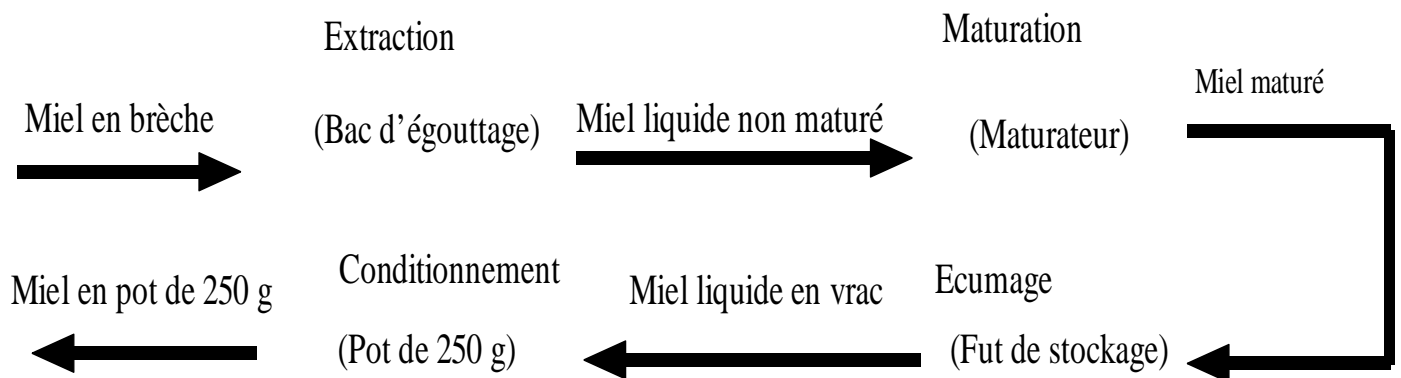 Extraction
Maturation
Miel maturé
Miel en brèche
(Bac d'égouttage)
Miel liquide non maturé
(Maturateur)
Conditionnement
Miel en pot de 250 g
Miel liquide en vrac
Ecumage
(Pot de 250 g)
(Fut de stockage)